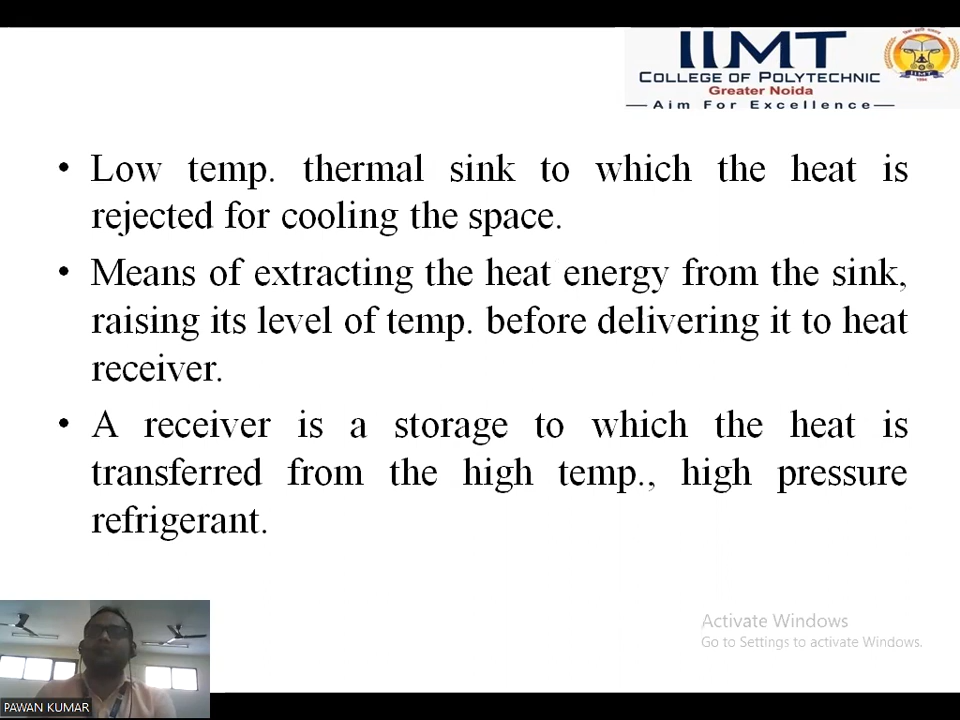 IIMT
COLLEGE OF POLYTECHNIC
Greater Noida
Aim For Excellence
IIMT
• Low temp. thermal sink to which the heat is
rejected for cooling the space.
• Means of extracting the heat energy from the sink,
raising its level of temp. before delivering it to heat
receiver.
• A receiver is a storage to which the heat is
transferred from the high temp., high pressure
refrigerant.
Activate Windows
Go to Settings to activate Windows.
PAWAN KUMAR